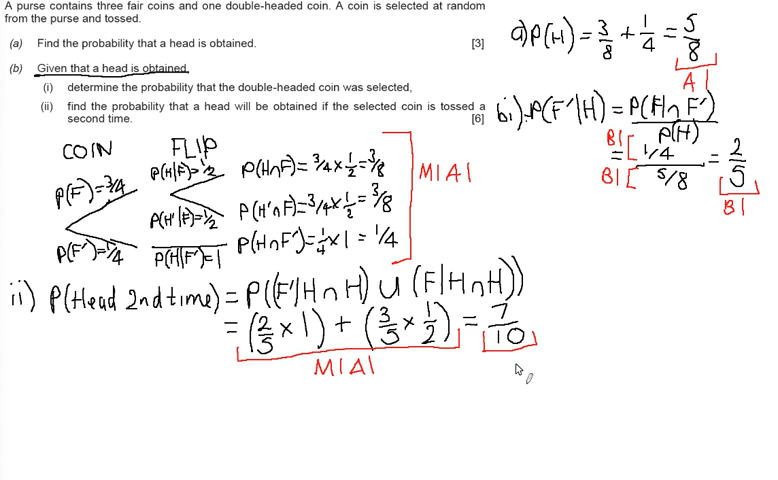 A purse contains three fair coins and one double-headed coin. A coin is selected at random
from the purse and tossed.
(a) Find the probability that a head is obtained. [3]
(b) Given that a head is obtained,
(i) determine the probability that the double-headed coin was selected,
(ii) find the probability that a head will be obtained if the selected coin is tossed a
second time. [6]
COIN FLIP
P(F)=3/4
P(F')=1/4
P(H|F)=1/2
P(H'|F)=1/2
P(H|F')=1
P(H∩F)=3/4×1/2=3/8
P(H'∩F)=3/4×1/2=3/8
P(H∩F')=1/4×1=1/4
M1A1
a) P(H)=3/8+1/4=5/8
A1
bi) P(F'|H)=P(H∩F')/P(H)
B1 B1 =(1/4)/(5/8)=2/5
B1
ii) P(Head 2nd time)=P((F'|H∩H) ∪ (F|H∩H))
=(2/5×1)+(3/5×1/2)=7/10
M1A1